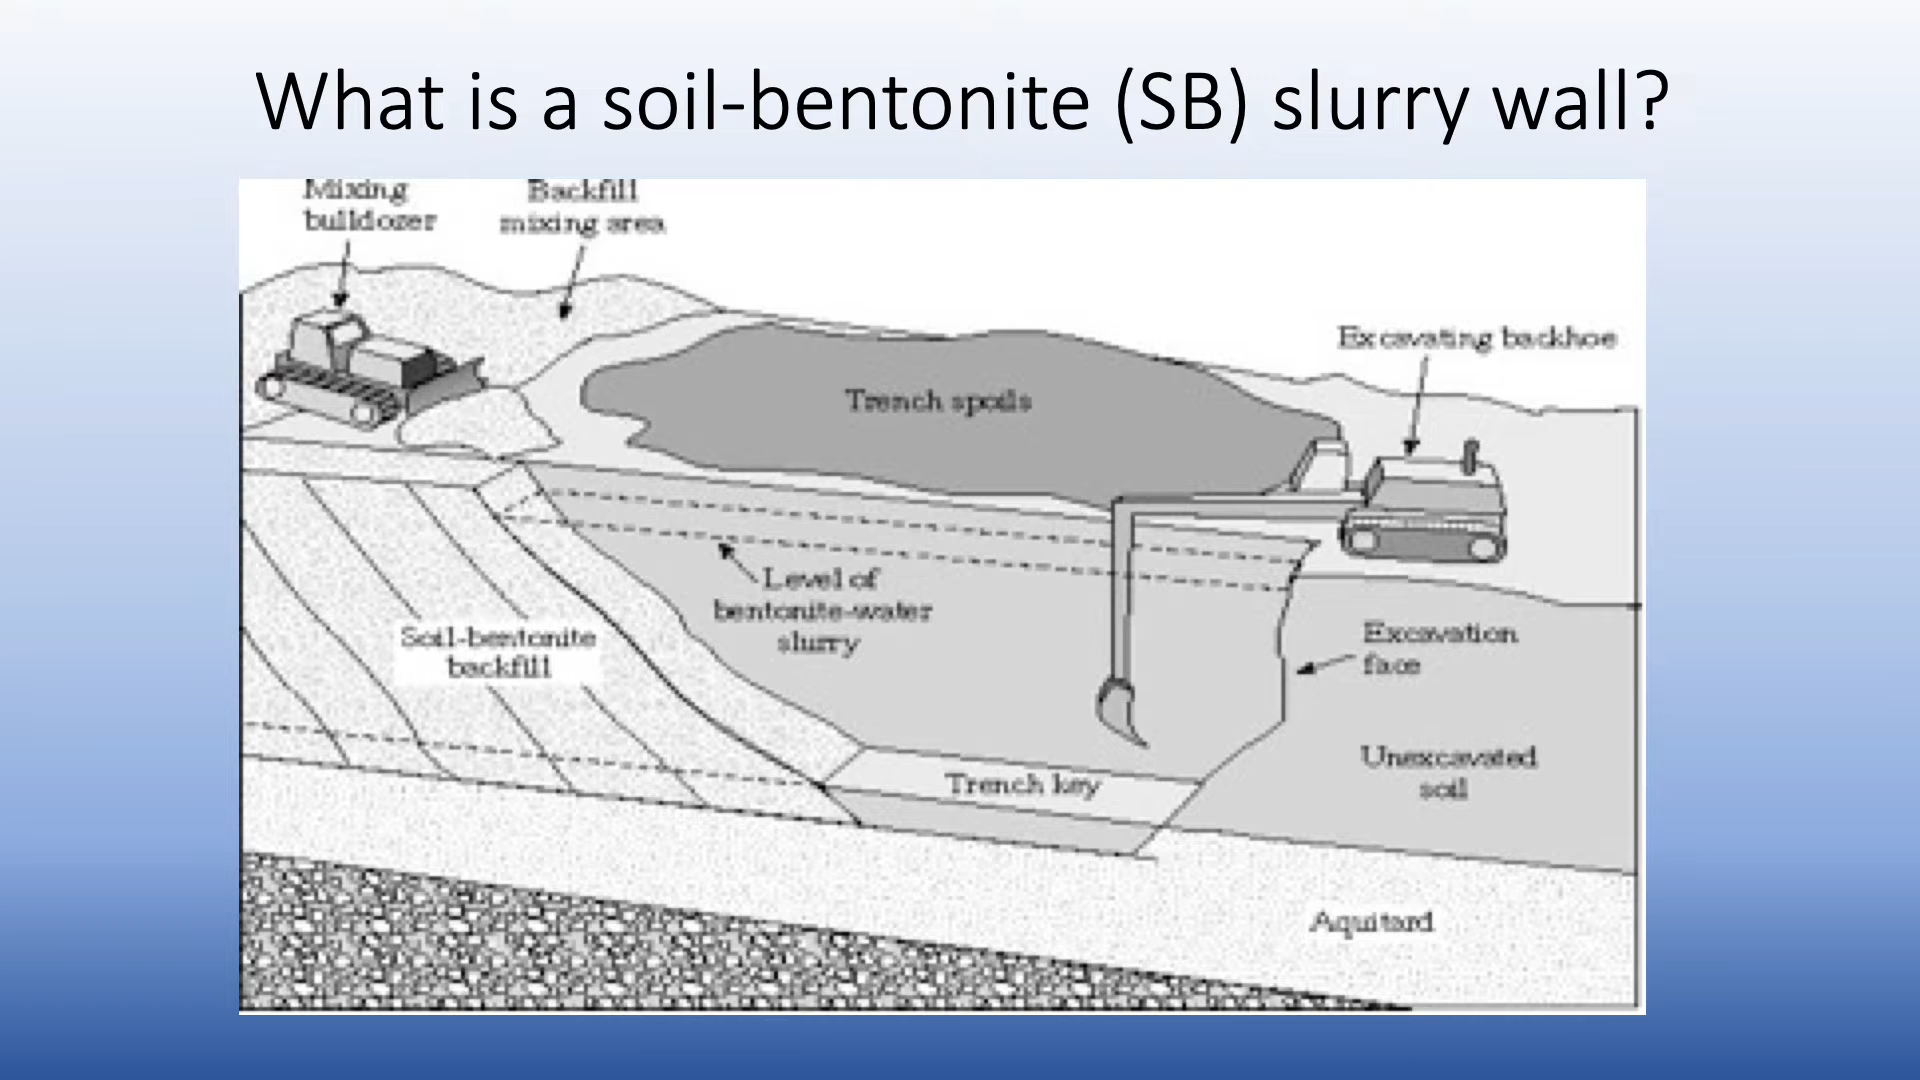 What is a soil-bentonite (SB) slurry wall?
Mixing
bulldozer
Backfill
mixing area
Excavating backhoe
Trench spoils
Level of
bentonite-water
slurry
Soil-bentonite
backfill
Excavation
face
Trench key
Unexcavated
soil
Aquitard